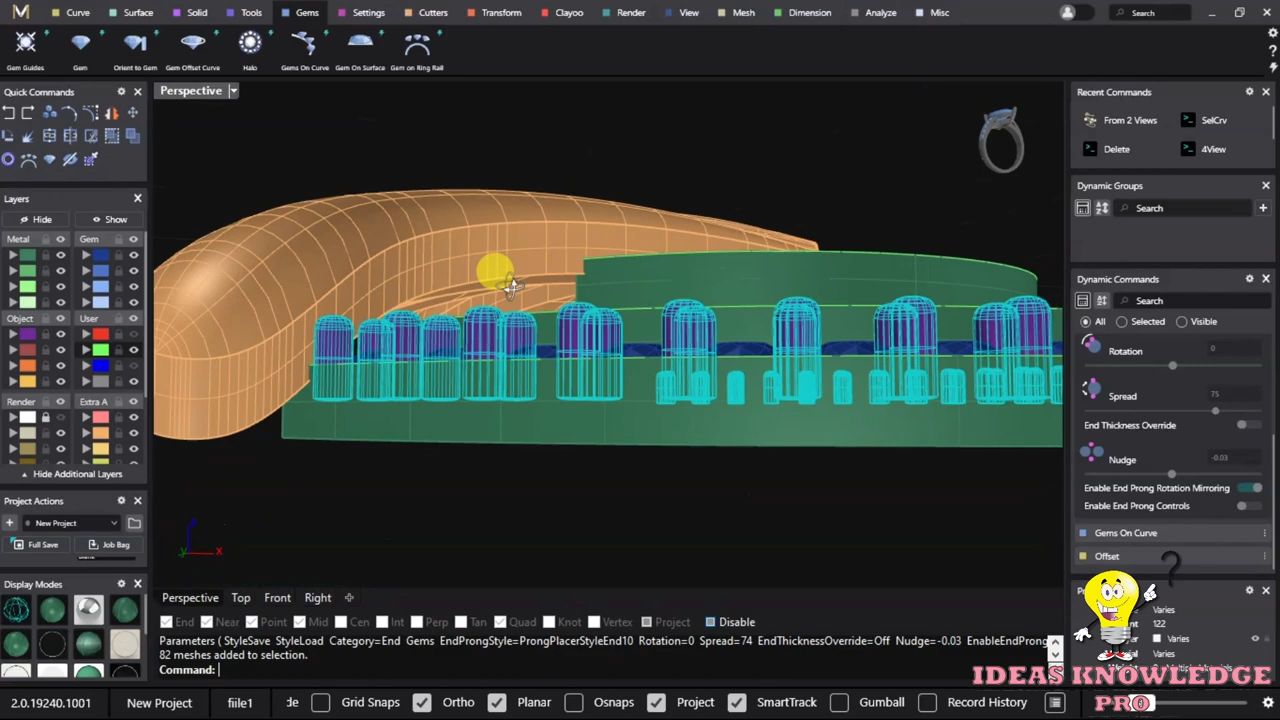 Curve Surface Solid Tools Gems Settings Cutters Transform Clayoo Render View Mesh Dimension Analyze Misc Search
Gem Guides Gem Orient to Gem Gem Offset Curve Halo Gems On Curve Gem On Surface Gem on Ring Rail
Quick Commands
Perspective
Recent Commands
From 2 Views SelCrv
Delete 4View
Dynamic Groups
Search
Layers
Hide Show
Metal Gem
Object User
Render Extra A
Hide Additional Layers
Dynamic Commands
Search
All Selected Visible
Rotation 0
Spread 75
End Thickness Override
Nudge -0.03
Enable End Prong Rotation Mirroring
Enable End Prong Controls
Gems On Curve
Offset
Project Actions
New Project
Full Save Job Bag
Display Modes
Perspective Top Front Right
End Near Point Mid Cen Int Perp Tan Quad Knot Vertex Project Disable
Parameters ( StyleSave StyleLoad Category=End Gems EndProngStyle=ProngPlacerStyleEnd10 Rotation=0 Spread=74 EndThicknessOverride=Off Nudge=-0.03 EnableEndProng
82 meshes added to selection.
Command:
Varies
122
Varies
Varies
?
IDEAS KNOWLEDGE
PRO
2.0.19240.1001 New Project fiile1 de Grid Snaps Ortho Planar Osnaps Project SmartTrack Gumball Record History